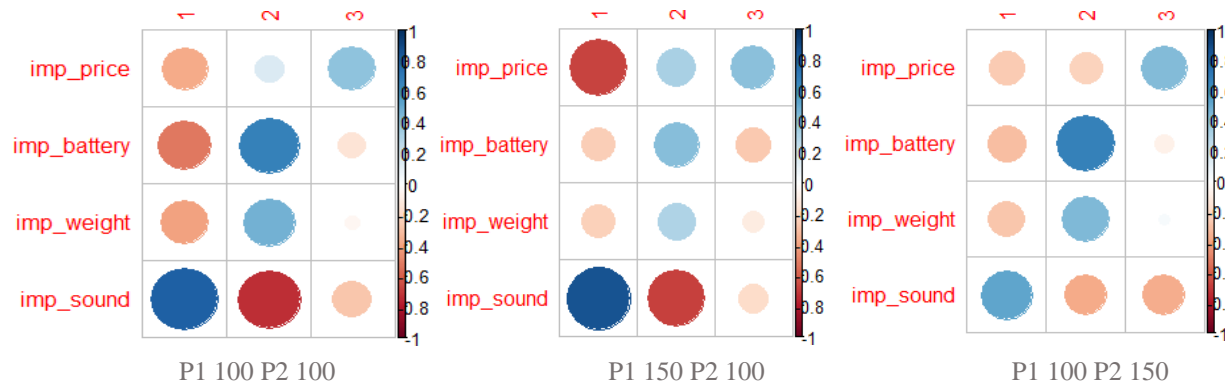 1 2 3
imp_price
imp_battery
imp_weight
imp_sound
1
0.8
0.6
0.4
0.2
0
-0.2
-0.4
-0.6
-0.8
-1
P1 100 P2 100
1 2 3
imp_price
imp_battery
imp_weight
imp_sound
1
0.8
0.6
0.4
0.2
0
-0.2
-0.4
-0.6
-0.8
-1
P1 150 P2 100
1 2 3
imp_price
imp_battery
imp_weight
imp_sound
1
0
-1
P1 100 P2 150